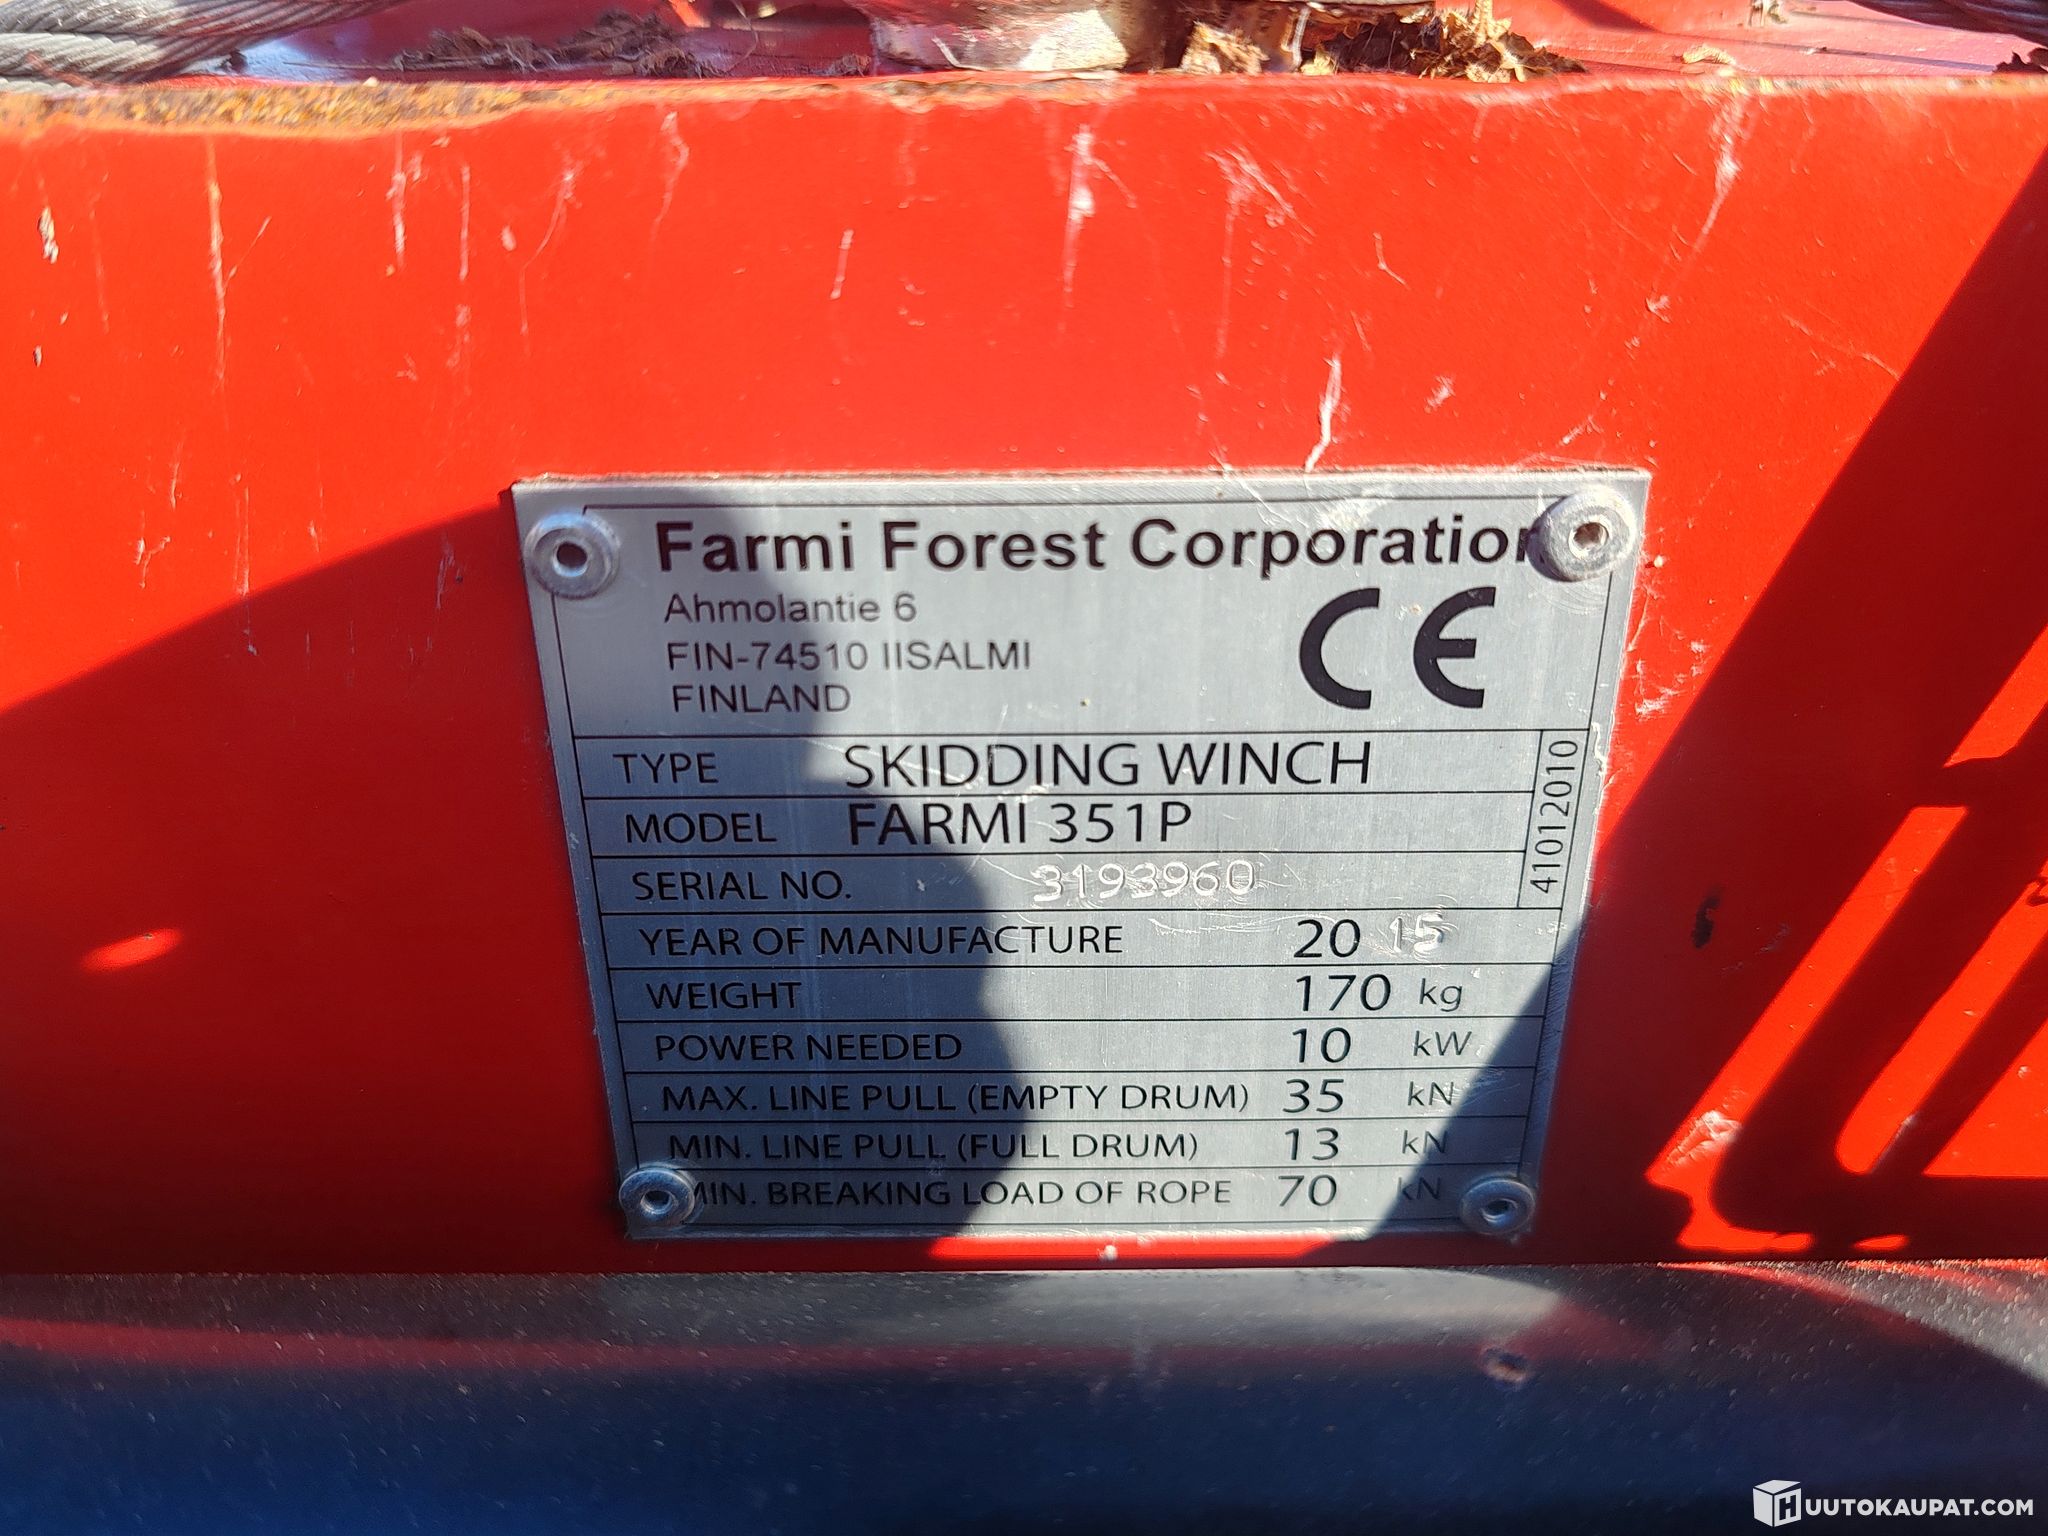 Farmi Forest Corporation
Ahmolantie 6
FIN-74510 IISALMI
FINLAND
CE
TYPE SKIDDING WINCH
MODEL FARMI 351P
41012010
SERIAL NO. 3193960
YEAR OF MANUFACTURE 20 15
WEIGHT 170 kg
POWER NEEDED 10 kW
MAX. LINE PULL (EMPTY DRUM) 35 kN
MIN. LINE PULL (FULL DRUM) 13 kN
MIN. BREAKING LOAD OF ROPE 70 kN
HUUTOKAUPAT.COM